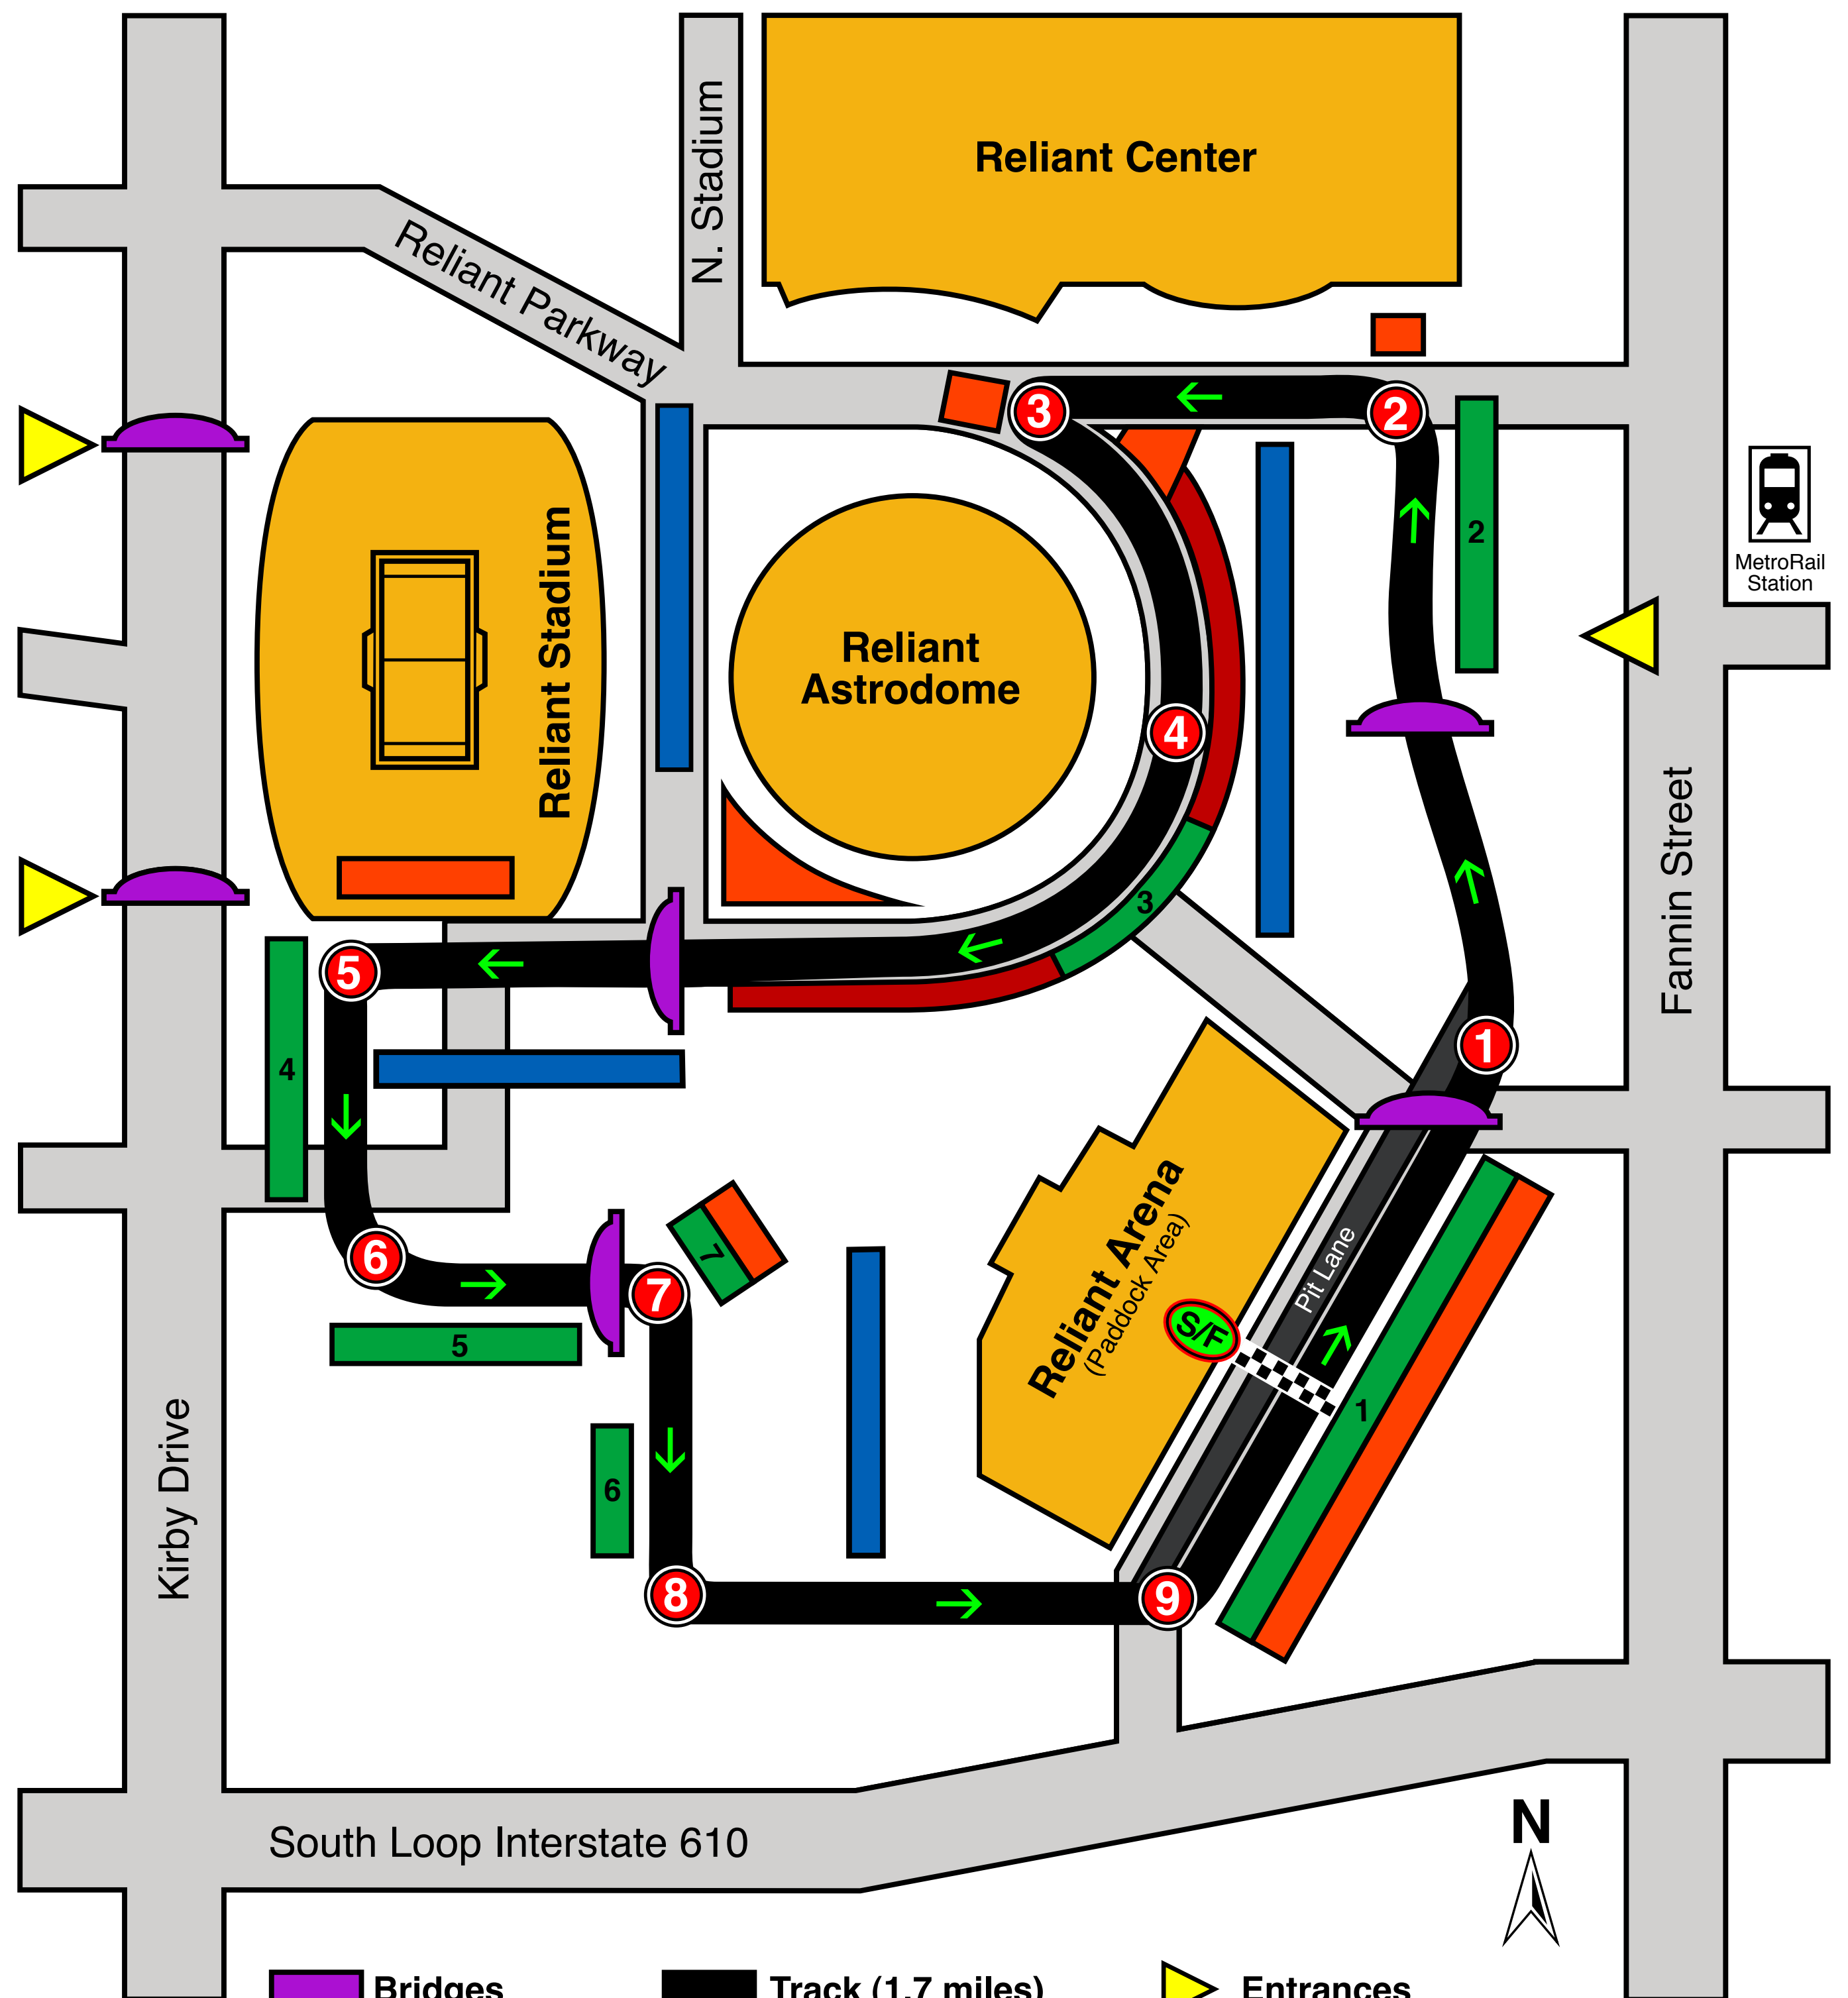 Reliant Center
N. Stadium
Reliant Parkway
3
2
2
MetroRail
Station
Reliant Stadium
Reliant
Astrodome
4
Fannin Street
3
5
4
1
6
7
7
5
Reliant Arena
(Paddock Area)
Pit Lane
S/F
1
6
Kirby Drive
8
9
South Loop Interstate 610
N
Bridges
Track (1.7 miles)
Entrances